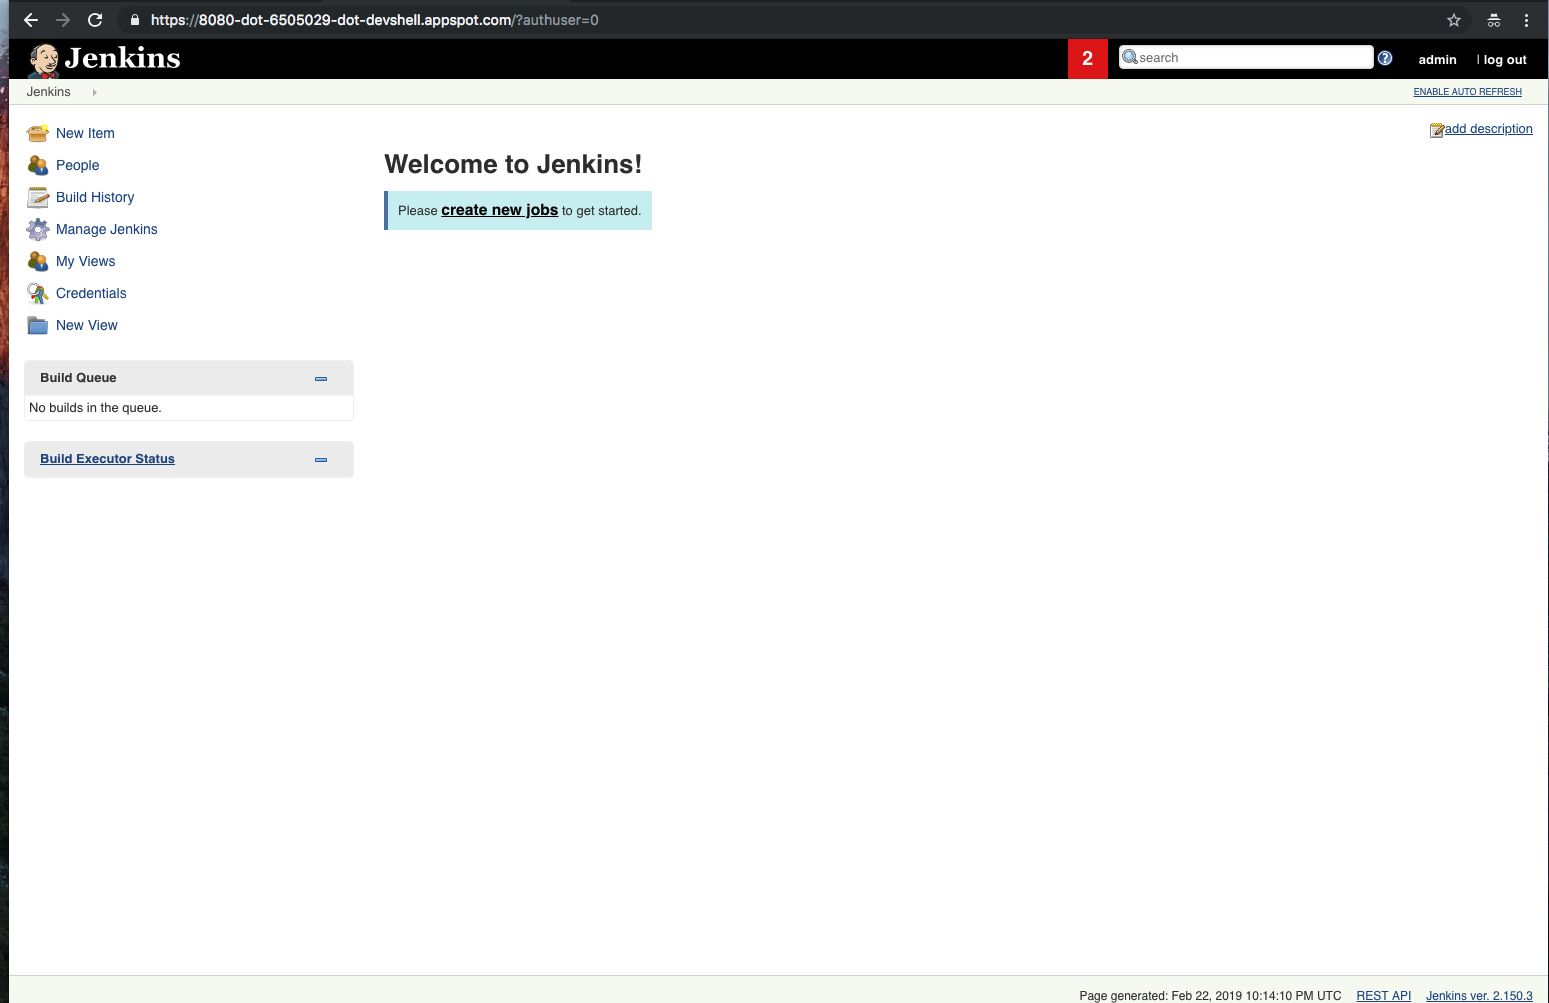 https://8080-dot-6505029-dot-devshell.appspot.com/?authuser=0
Jenkins
2
search
?
admin
| log out
Jenkins
ENABLE AUTO REFRESH
New Item
add description
People
Build History
Manage Jenkins
My Views
Credentials
New View
Welcome to Jenkins!
Please create new jobs to get started.
Build Queue
No builds in the queue.
Build Executor Status
Page generated: Feb 22, 2019 10:14:10 PM UTC
REST API
Jenkins ver. 2.150.3